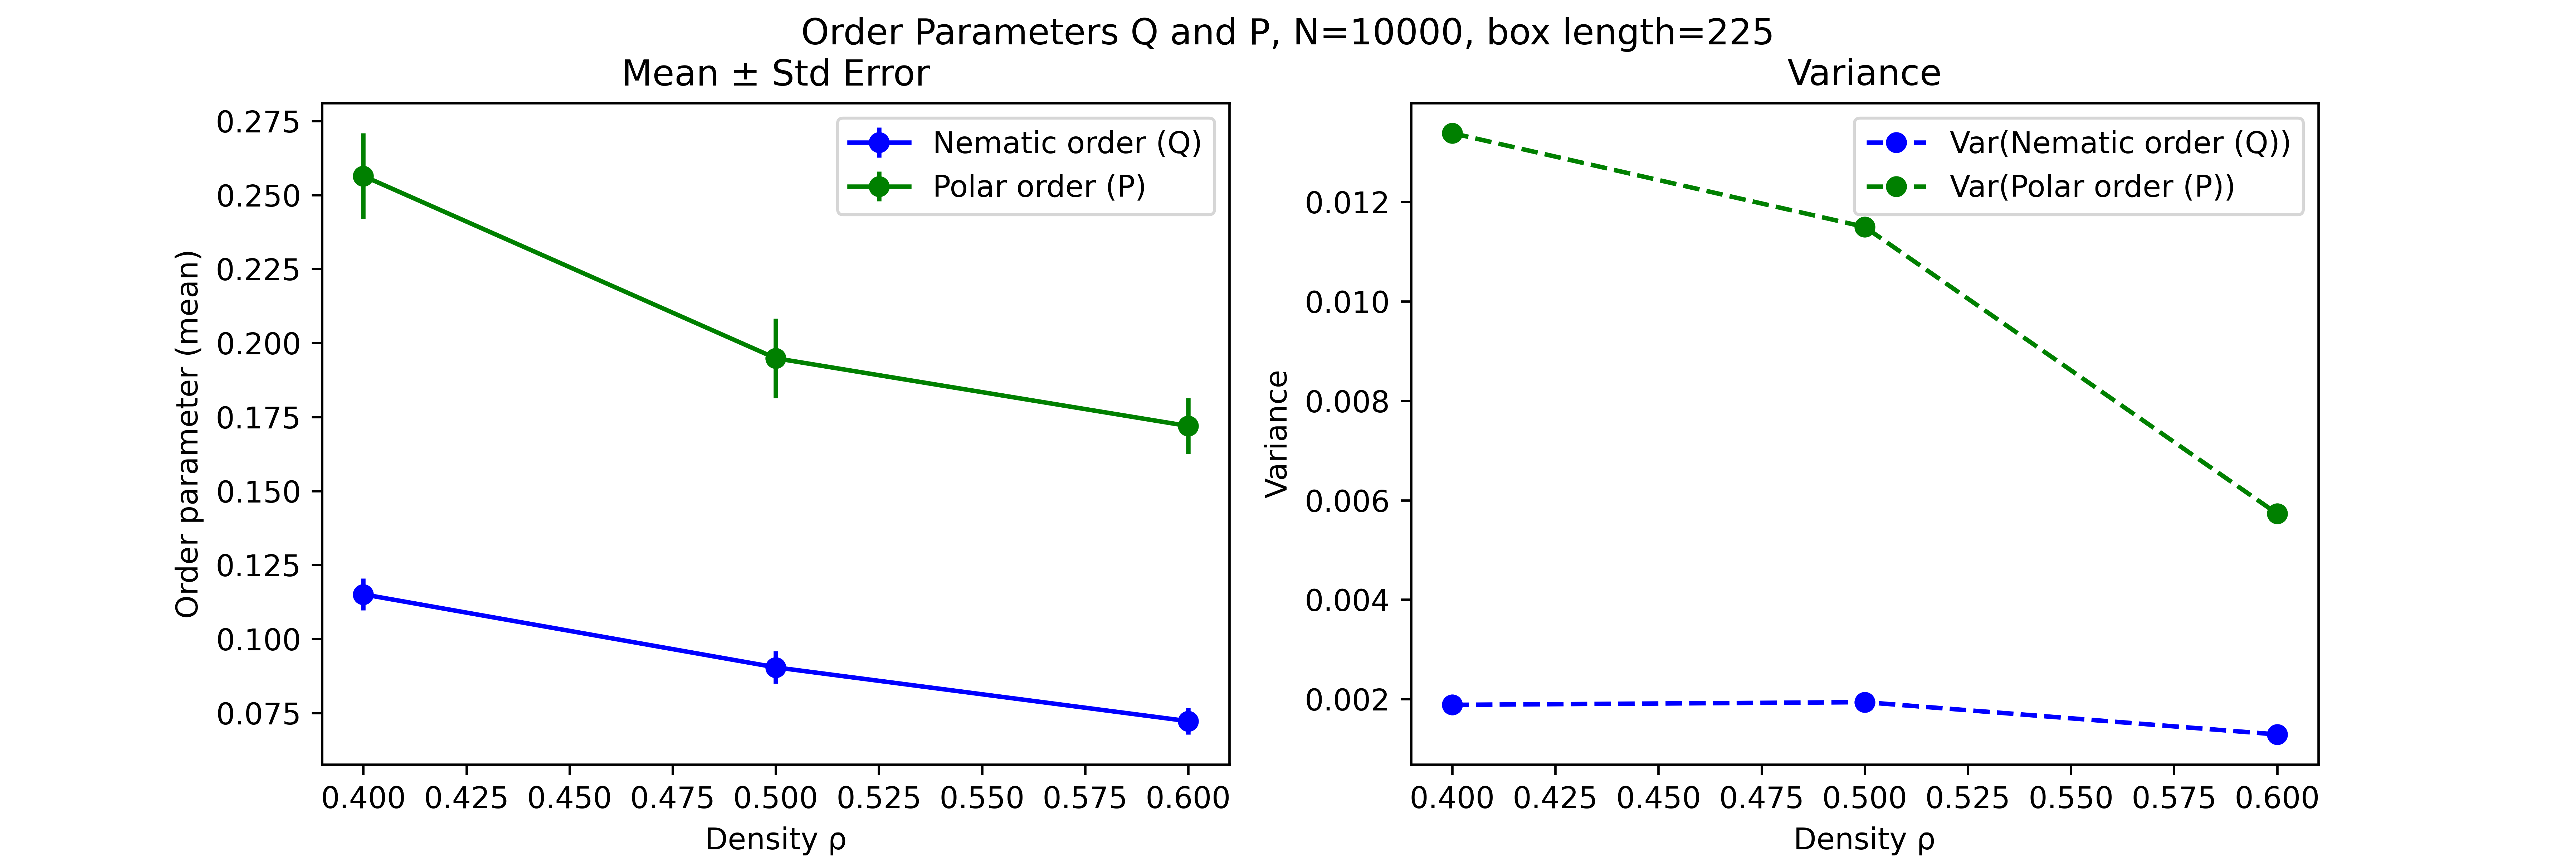 Order Parameters Q and P, N=10000, box length=225
Mean ± Std Error
0.275
0.250
0.225
0.200
0.175
0.150
0.125
0.100
0.075
Order parameter (mean)
Nematic order (Q)
Polar order (P)
0.400 0.425 0.450 0.475 0.500 0.525 0.550 0.575 0.600
Density ρ
Variance
0.012
0.010
0.008
0.006
0.004
0.002
Variance
Var(Nematic order (Q))
Var(Polar order (P))
0.400 0.425 0.450 0.475 0.500 0.525 0.550 0.575 0.600
Density ρ